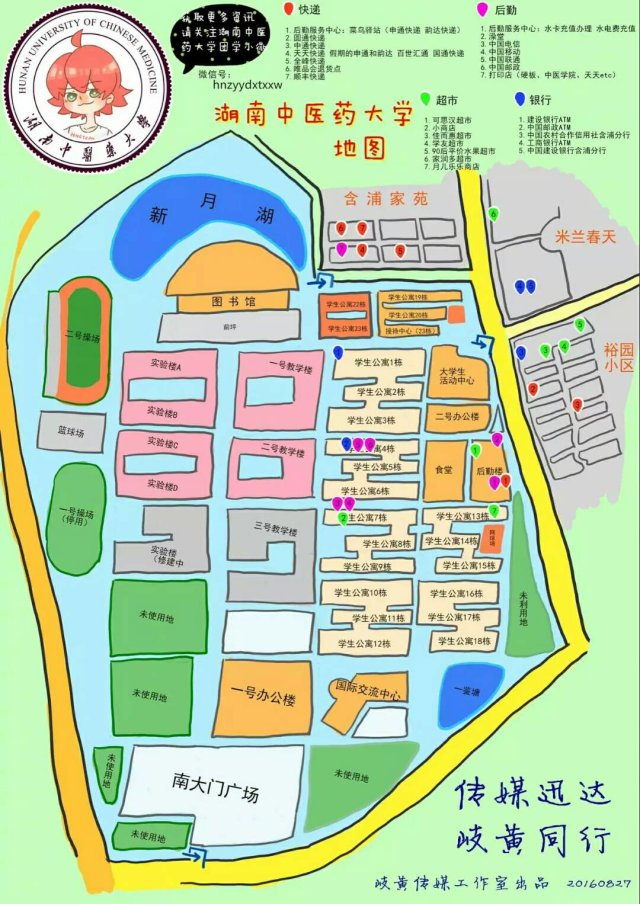 HUNAN UNIVERSITY OF CHINESE MEDICINE
湖南中醫藥大學
获取更多资讯
请关注湖南中医
药大学团学小薇
微信号：
hnzyydxtxxw
快递
1. 后勤服务中心：菜鸟驿站（申通快递 韵达快递）
2. 圆通快递
3. 中通快递
4. 天天快递 假期的申通和韵达 百世汇通 国通快递
5. 全峰快递
6. 唯品会退货点
7. 顺丰快递
后勤
1. 后勤服务中心：水卡充值办理 水电费充值
2. 澡堂
3. 中国电信
4. 中国移动
5. 中国联通
6. 中国邮政
7. 打印店（硬板、中医学院、天天etc）
超市
1. 可思汉超市
2. 小商店
3. 佳而惠超市
4. 学友超市
5. 90后平价水果超市
6. 家润多超市
7. 月儿乐乐商店
银行
1. 建设银行ATM
2. 中国邮政ATM
3. 中国农村合作信用社含浦分行
4. 工商银行ATM
5. 中国建设银行含浦分行
湖南中医药大学
地图
新月湖
含浦家苑
米兰春天
裕园
小区
图书馆
前坪
学生公寓22栋
学生公寓23栋
学生公寓19栋
学生公寓20栋
接待中心（23栋）
二号操场
篮球场
一号操场
（停用）
实验楼A
实验楼B
实验楼C
实验楼D
实验楼
（修建中
一号教学楼
二号教学楼
三号教学楼
学生公寓1栋
学生公寓2栋
学生公寓3栋
学生公寓4栋
学生公寓5栋
学生公寓6栋
生公寓7栋
学生公寓8栋
学生公寓9栋
学生公寓10栋
学生公寓11栋
学生公寓12栋
大学生
活动中心
二号办公楼
食堂
后勤楼
学生公寓13栋
学生公寓14栋
学生公寓15栋
学生公寓16栋
学生公寓17栋
学生公寓18栋
网球场
未利用地
未使用地
未使用地
一号办公楼
国际交流中心
一鉴塘
未使用地
南大门广场
未使用地
未使用地
传媒迅达
岐黄同行
岐黄传媒工作室出品 20160827